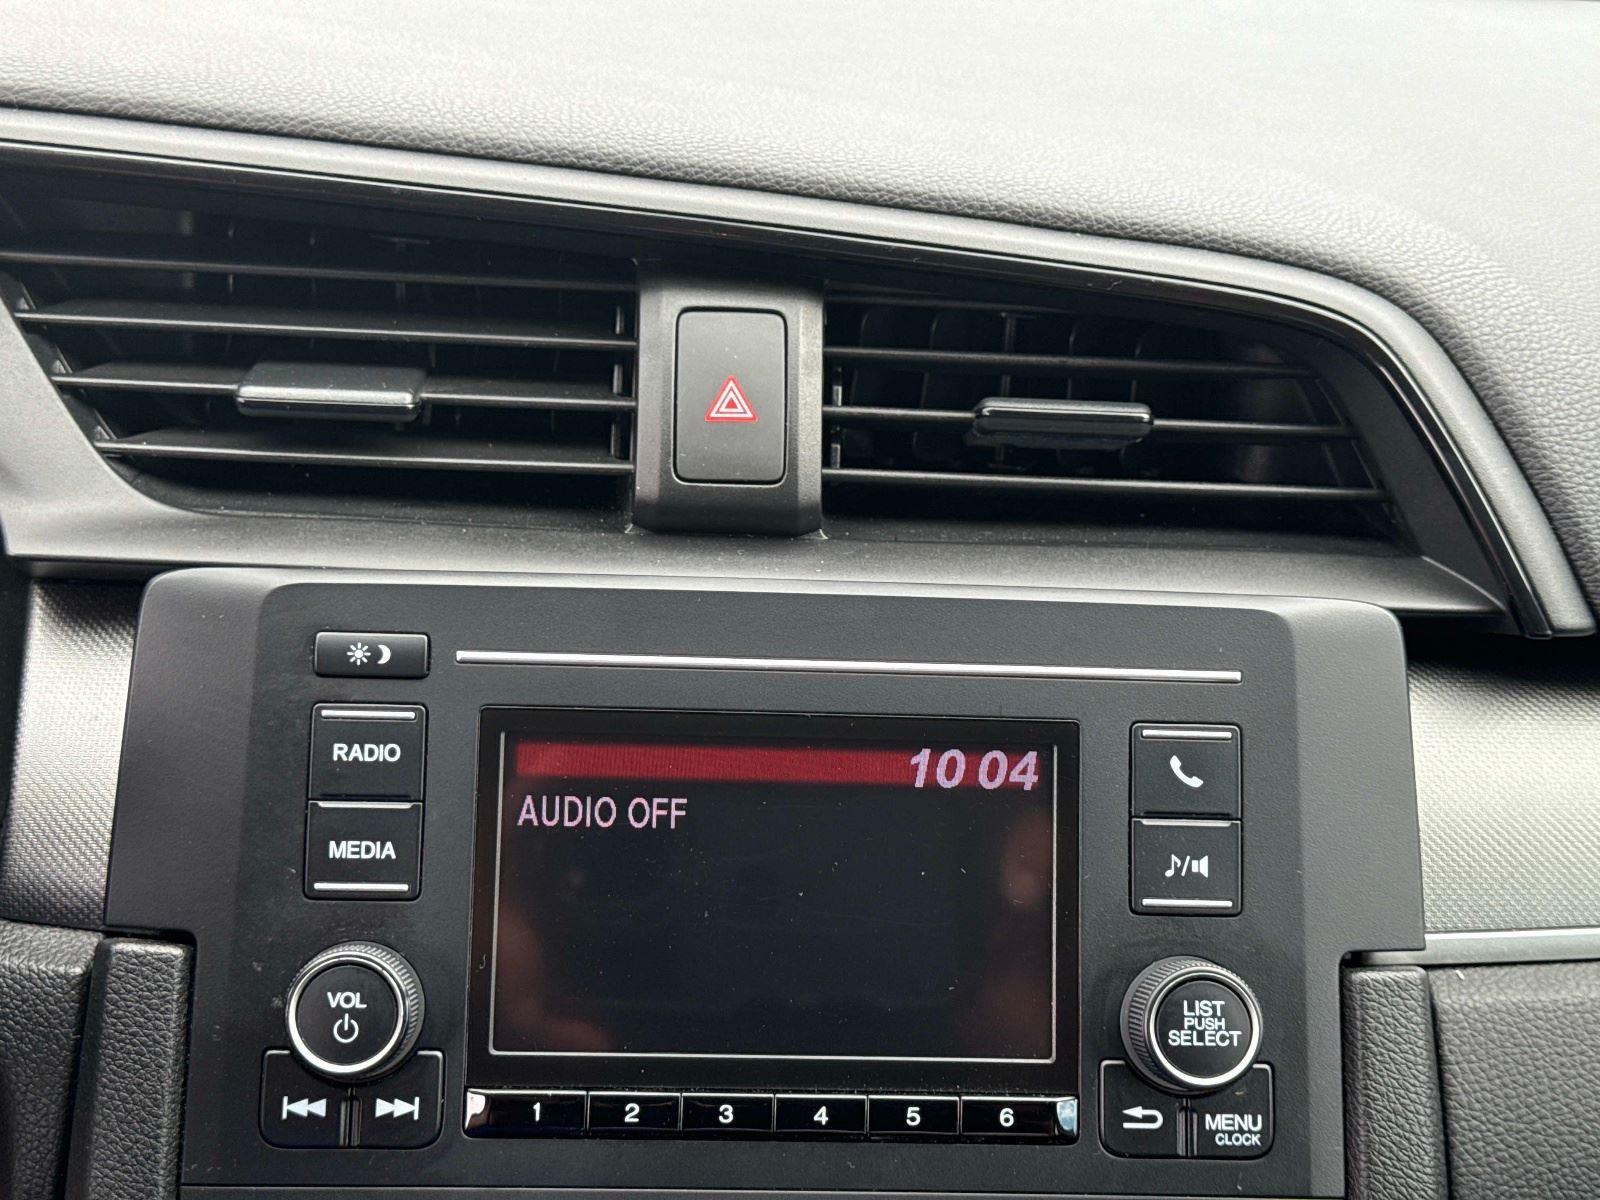 10 04
AUDIO OFF
RADIO
MEDIA
VOL
LIST
PUSH
SELECT
1 2 3 4 5 6
MENU
CLOCK